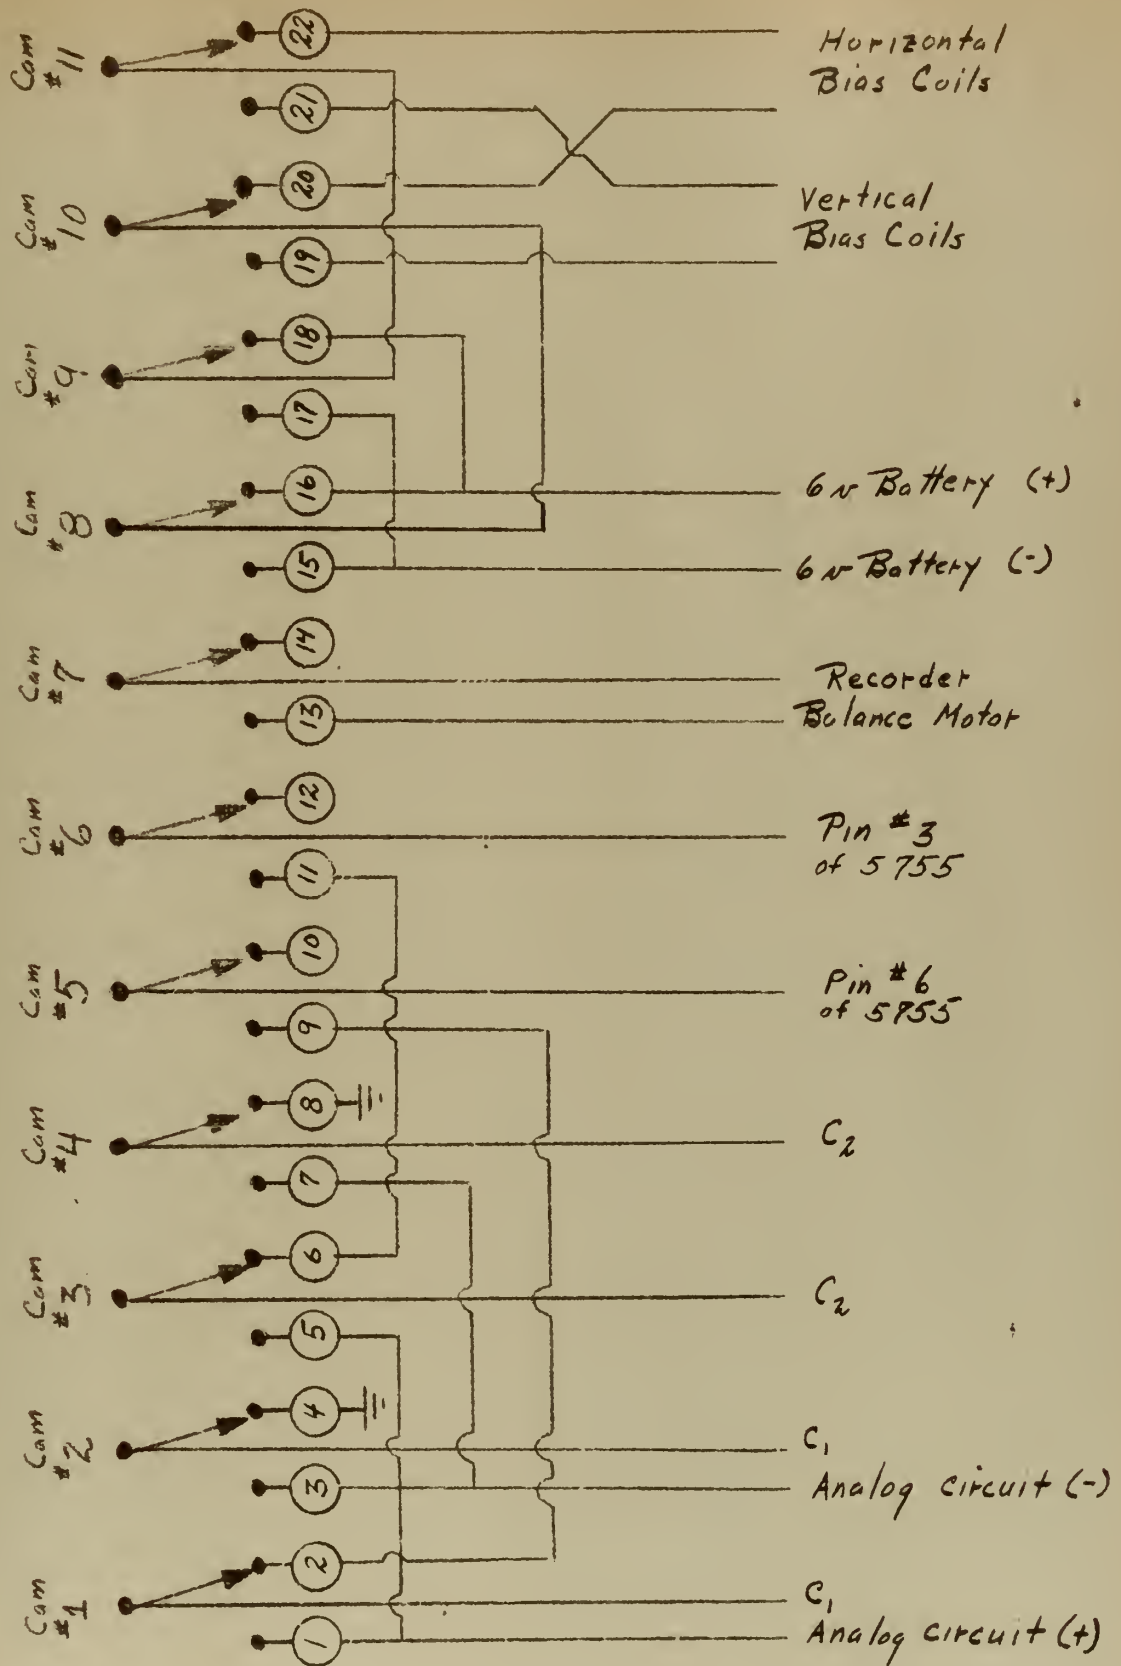 Cam
#11
22
Horizontal
Bias Coils
21
Cam
#10
20
Vertical
Bias Coils
19
Cam
#9
18
17
Cam
#8
16
6 v Battery (+)
15
6 v Battery (-)
Cam
#7
14
Recorder
Balance Motor
13
Cam
#6
12
Pin #3
of 5755
11
Cam
#5
10
Pin #6
of 5755
9
Cam
#4
8
C2
7
Cam
#3
6
C2
5
Cam
#2
4
C1
3
Analog circuit (-)
Cam
#1
2
C1
1
Analog circuit (+)